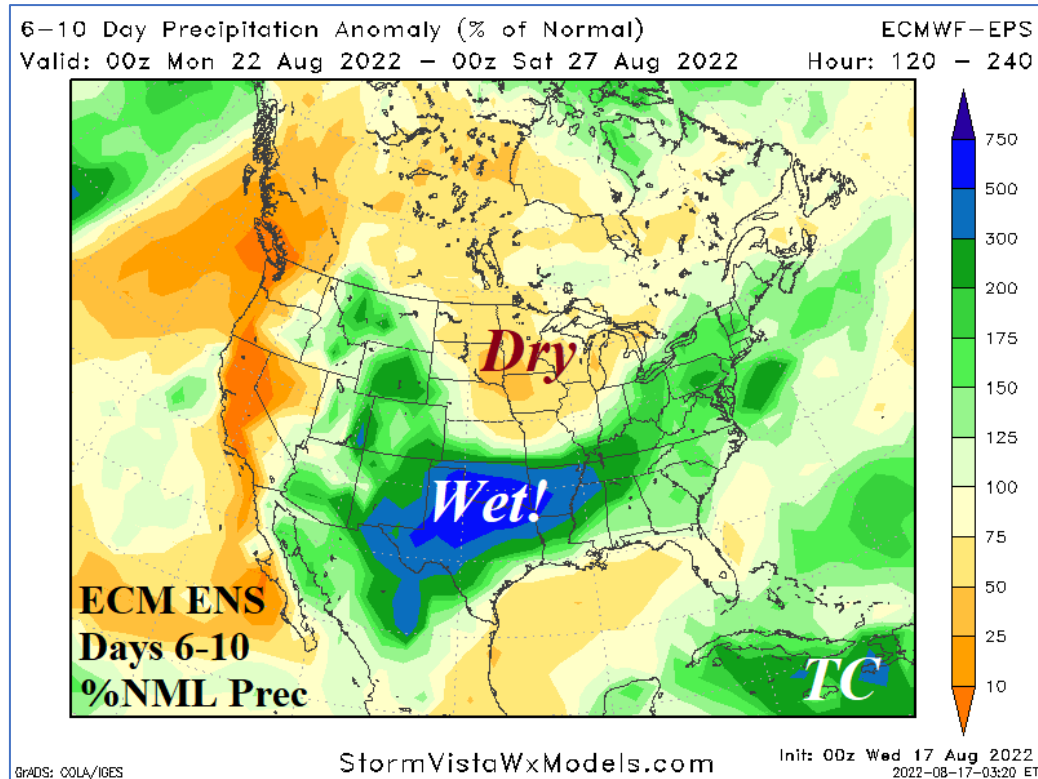 6-10 Day Precipitation Anomaly (% of Normal) ECMWF-EPS
Valid: 00z Mon 22 Aug 2022 - 00z Sat 27 Aug 2022 Hour: 120 - 240
750
500
300
200
175
150
125
100
75
50
25
10
Dry
Wet!
ECM ENS
Days 6-10
%NML Prec
TC
GrADS: COLA/IGES
StormVistaWxModels.com
Init: 00z Wed 17 Aug 2022
2022-08-17-03:20 ET